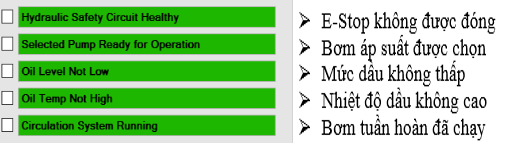 Hydraulic Safety Circuit Healthy
Selected Pump Ready for Operation
Oil Level Not Low
Oil Temp Not High
Circulation System Running
➢ E-Stop không được đóng
➢ Bơm áp suất được chọn
➢ Mức dầu không thấp
➢ Nhiệt độ dầu không cao
➢ Bơm tuần hoàn đã chạy